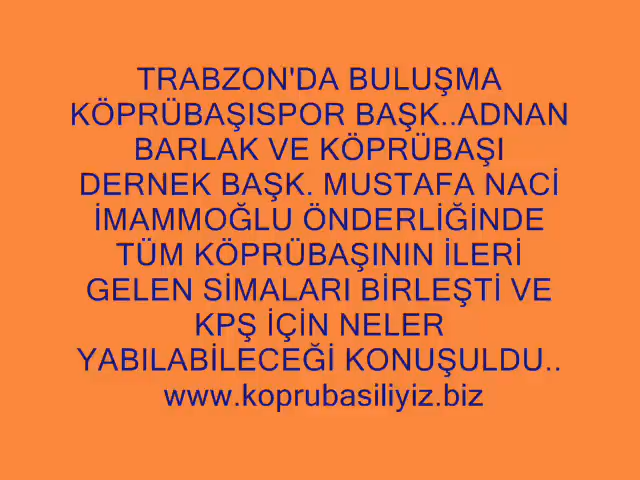 TRABZON'DA BULUŞMA
KÖPRÜBAŞISPOR BAŞK..ADNAN
BARLAK VE KÖPRÜBAŞI
DERNEK BAŞK. MUSTAFA NACİ
İMAMMOĞLU ÖNDERLİĞİNDE
TÜM KÖPRÜBAŞININ İLERİ
GELEN SİMALARI BİRLEŞTİ VE
KPŞ İÇİN NELER
YABILABİLECEĞİ KONUŞULDU..
www.koprubasiliyiz.biz